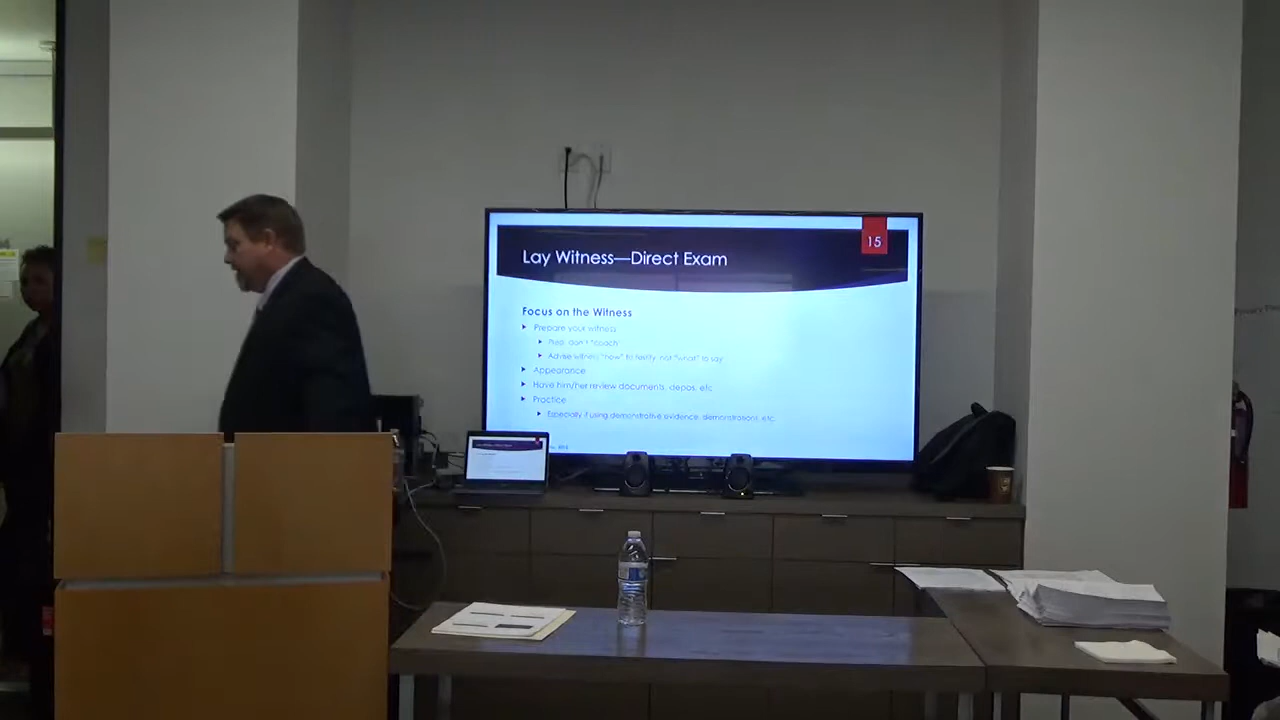 15
Lay Witness—Direct Exam
Focus on the Witness
Prepare your witness
Prep, don't "coach"
Advise witness "how" to testify, not "what" to say
Appearance
Have him/her review documents, depos, etc.
Practice
Especially if using demonstrative evidence, demonstrations, etc.